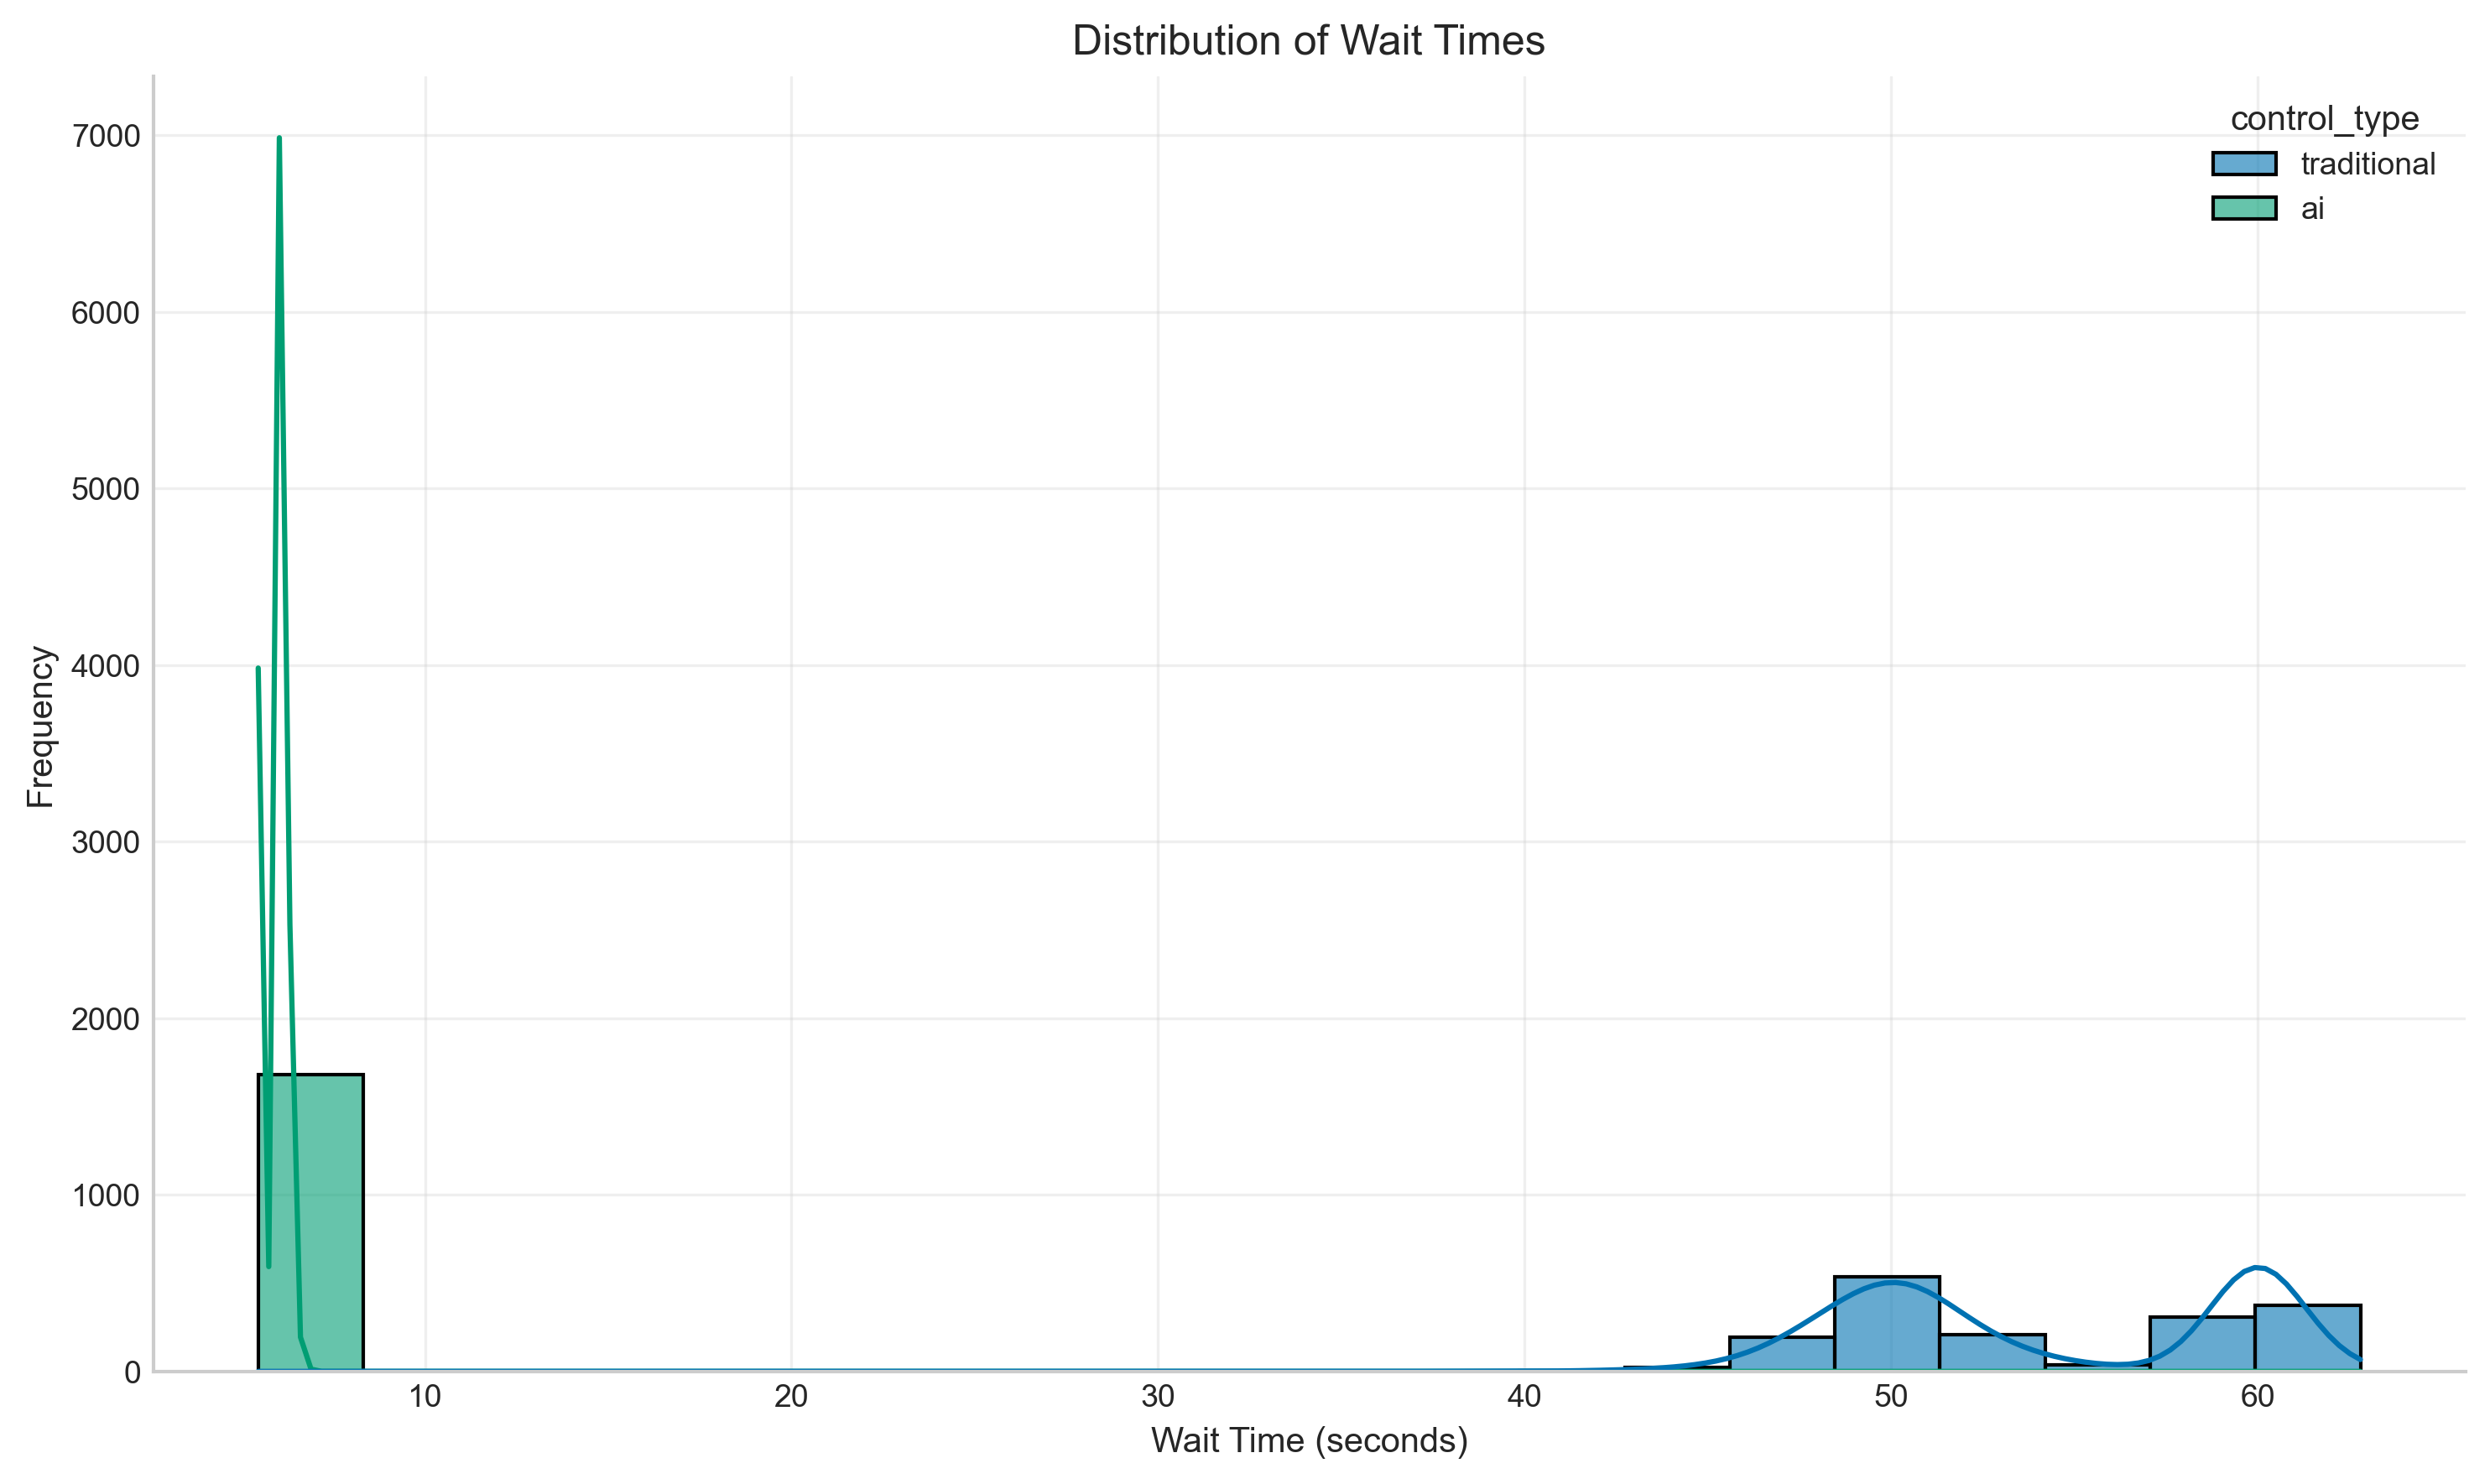 Distribution of Wait Times
control_type
traditional
ai
7000
6000
5000
4000
3000
2000
1000
0
Frequency
10 20 30 40 50 60
Wait Time (seconds)